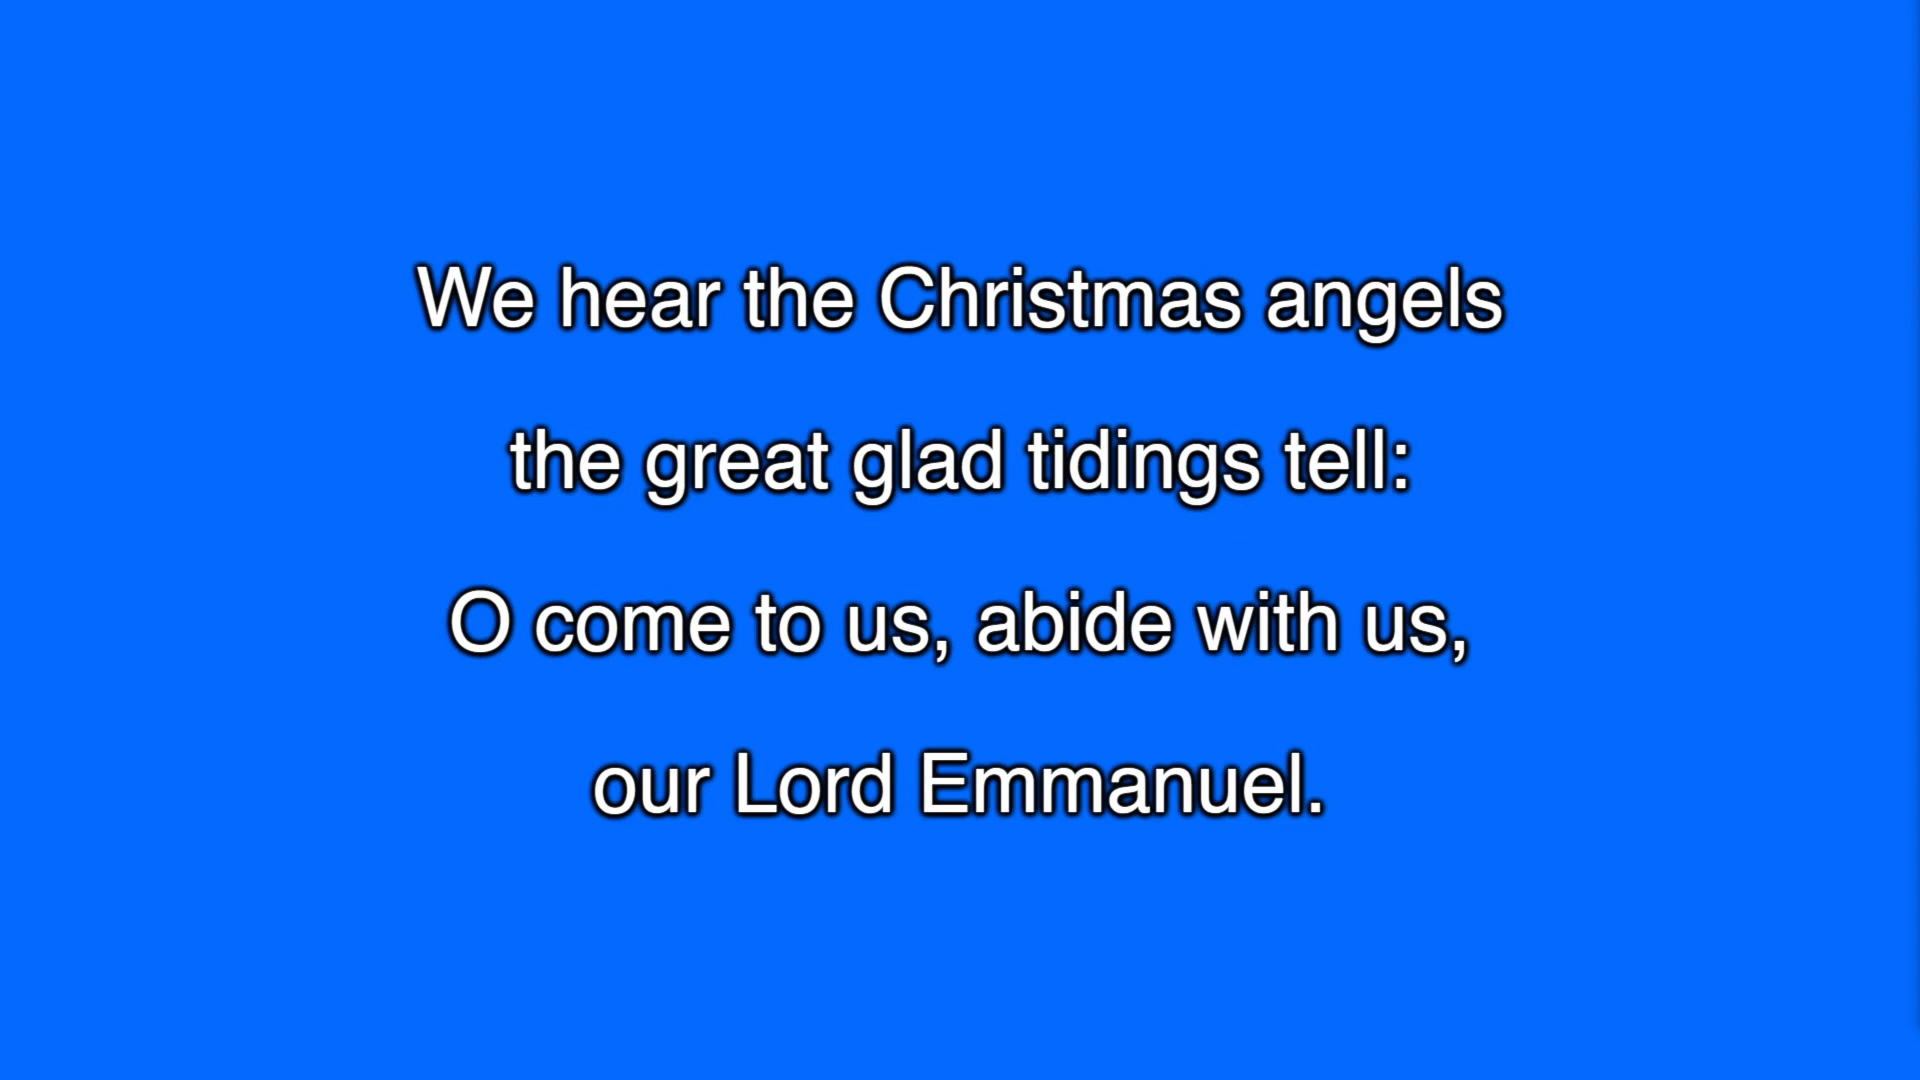 We hear the Christmas angels
the great glad tidings tell:
O come to us, abide with us,
our Lord Emmanuel.